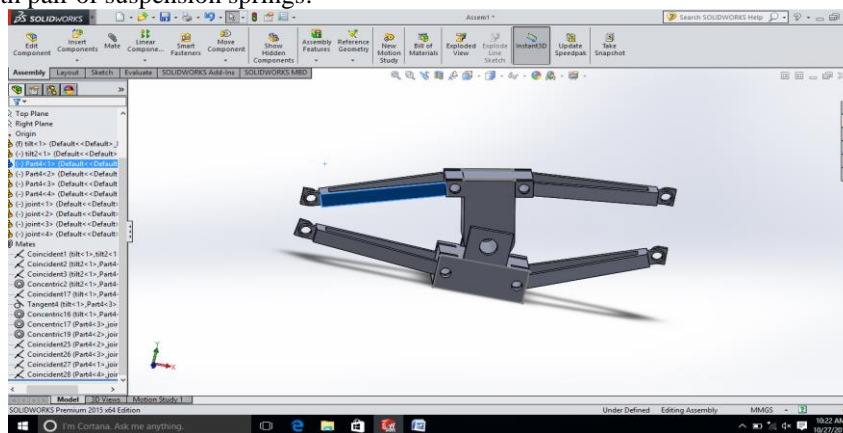 an pair of suspension springs.
SOLIDWORKS
Assem1 *
Search SOLIDWORKS Help
Edit Component
Insert Components
Mate
Linear Compone...
Smart Fasteners
Move Component
Show Hidden Components
Assembly Features
Reference Geometry
New Motion Study
Bill of Materials
Exploded View
Explode Line Sketch
Instant3D
Update Speedpak
Take Snapshot
Assembly Layout Sketch Evaluate SOLIDWORKS Add-Ins SOLIDWORKS MBD
Top Plane
Right Plane
Origin
(f) tilt<1> (Default<<Default>_
(-) tilt2<1> (Default<<Default>
(-) Part4<1> (Default<<Default
(-) Part4<2> (Default<<Default
(-) Part4<3> (Default<<Default
(-) Part4<4> (Default<<Default
(-) joint<1> (Default<<Default>
(-) joint<2> (Default<<Default>
(-) joint<3> (Default<<Default>
(-) joint<4> (Default<<Default>
Mates
Coincident1 (tilt<1>,tilt2<1
Coincident2 (tilt2<1>,Part4-
Coincident3 (tilt2<1>,Part4-
Concentric2 (tilt2<1>,Part4-
Coincident17 (tilt<1>,Part4-
Tangent4 (tilt<1>,Part4<3>
Concentric16 (tilt<1>,Part4-
Concentric17 (Part4<3>,joir
Concentric19 (Part4<2>,joir
Coincident25 (Part4<2>,joir
Coincident26 (Part4<3>,joir
Coincident27 (Part4<1>,joir
Coincident28 (Part4<4>,joir
Y
X
Model 3D Views Motion Study 1
SOLIDWORKS Premium 2015 x64 Edition
Under Defined Editing Assembly MMGS
I'm Cortana. Ask me anything.
10:22 AM
10/27/20